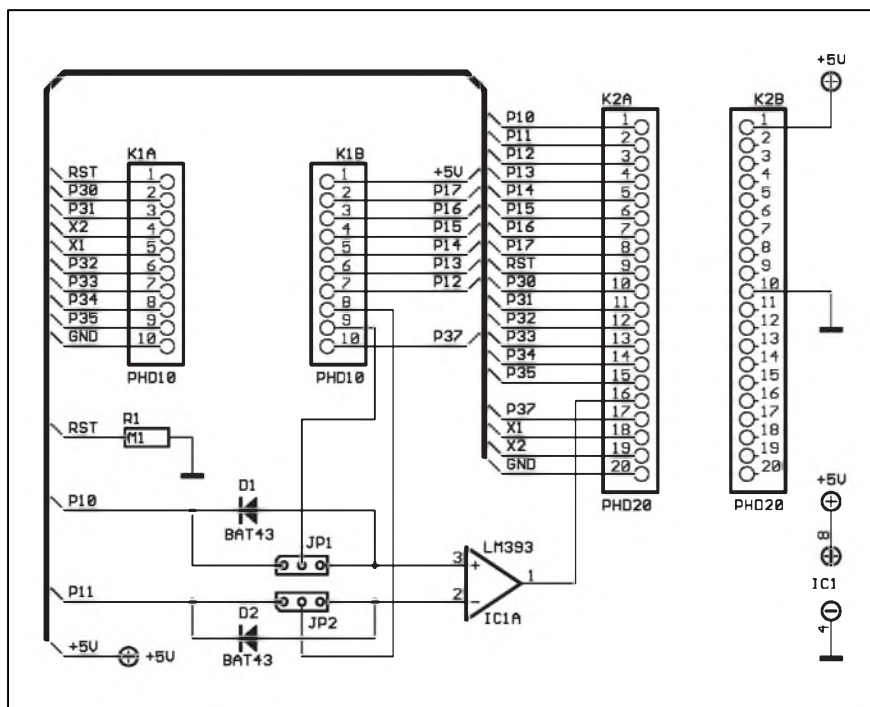 +5V
K1A
RST 1
P30 2
P31 3
X2 4
X1 5
P32 6
P33 7
P34 8
P35 9
GND 10
PHD10
K1B
1 +5V
2 P17
3 P16
4 P15
5 P14
6 P13
7 P12
8
9
10 P37
PHD10
K2A
P10 1
P11 2
P12 3
P13 4
P14 5
P15 6
P16 7
P17 8
RST 9
P30 10
P31 11
P32 12
P33 13
P34 14
P35 15
16
P37 17
X1 18
X2 19
GND 20
PHD20
K2B
1
2
3
4
5
6
7
8
9
10
11
12
13
14
15
16
17
18
19
20
PHD20
R1
RST M1
D1
P10
BAT43
JP1
LM393
3 +
1
2 −
IC1A
P11
JP2
D2
BAT43
+5V +5V
+5V
8
IC1
4